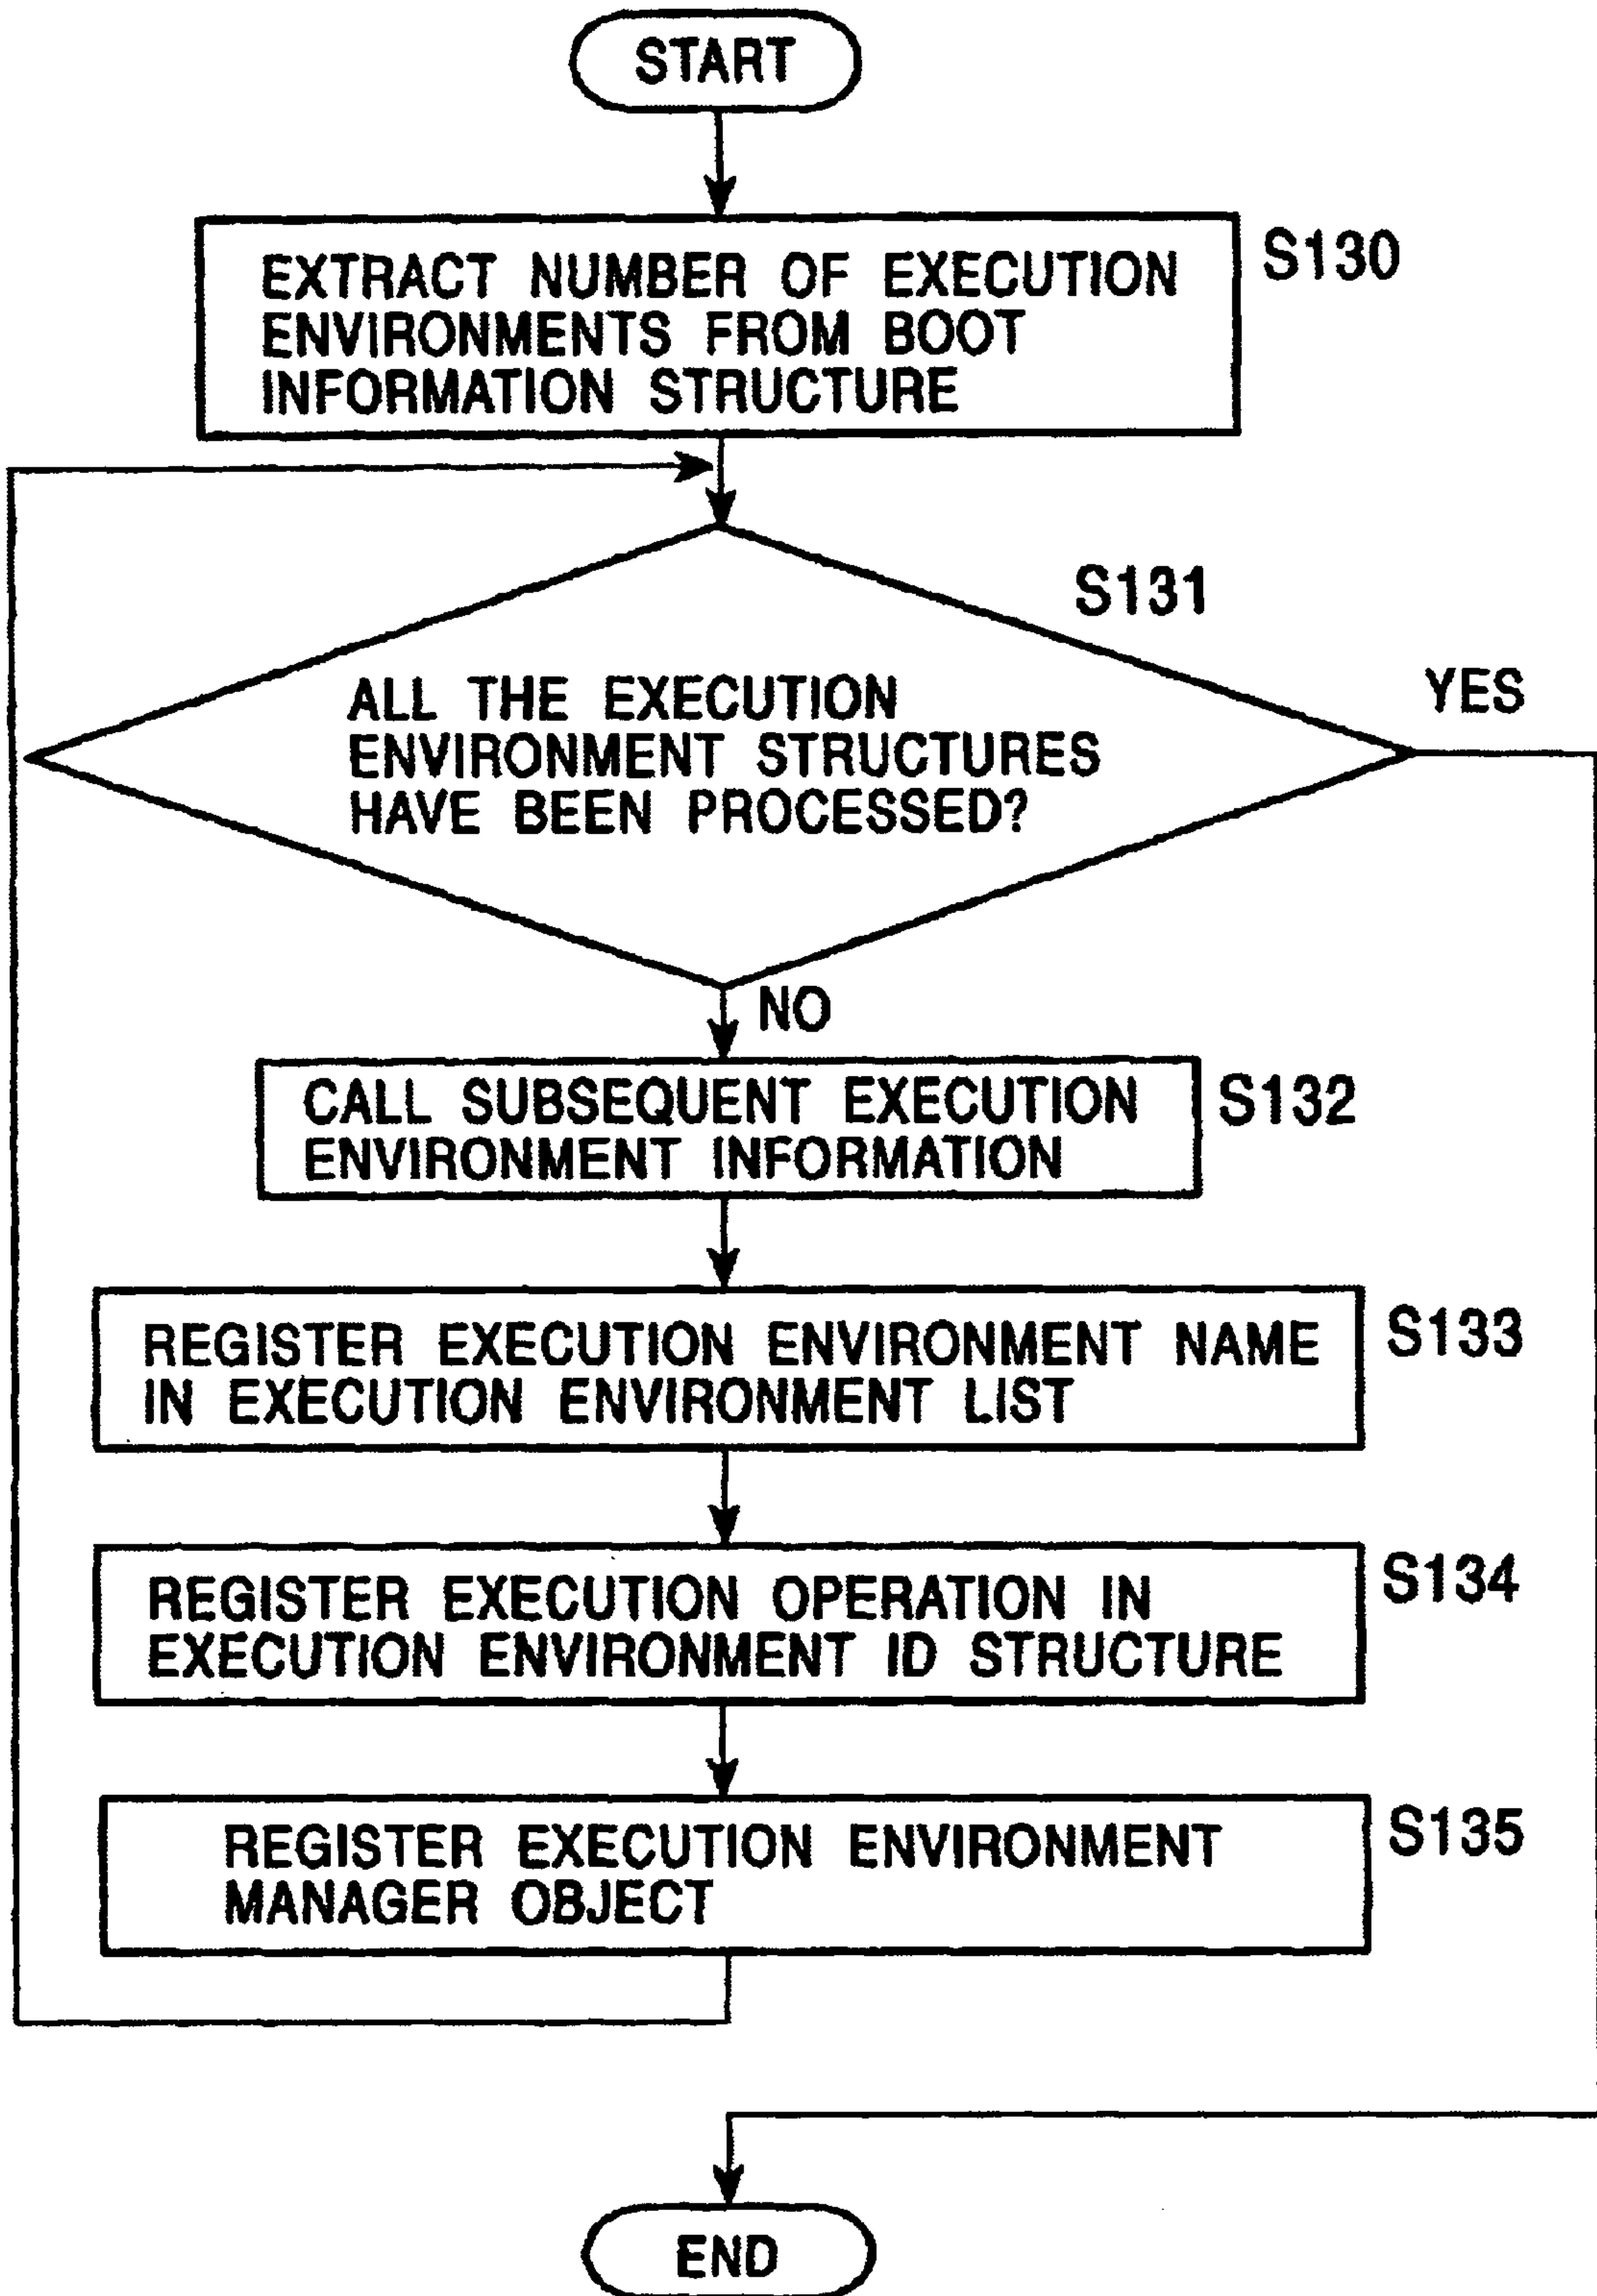 START
EXTRACT NUMBER OF EXECUTION
ENVIRONMENTS FROM BOOT
INFORMATION STRUCTURE
S130
S131
ALL THE EXECUTION
ENVIRONMENT STRUCTURES
HAVE BEEN PROCESSED?
YES
NO
CALL SUBSEQUENT EXECUTION
ENVIRONMENT INFORMATION
S132
REGISTER EXECUTION ENVIRONMENT NAME
IN EXECUTION ENVIRONMENT LIST
S133
REGISTER EXECUTION OPERATION IN
EXECUTION ENVIRONMENT ID STRUCTURE
S134
REGISTER EXECUTION ENVIRONMENT
MANAGER OBJECT
S135
END